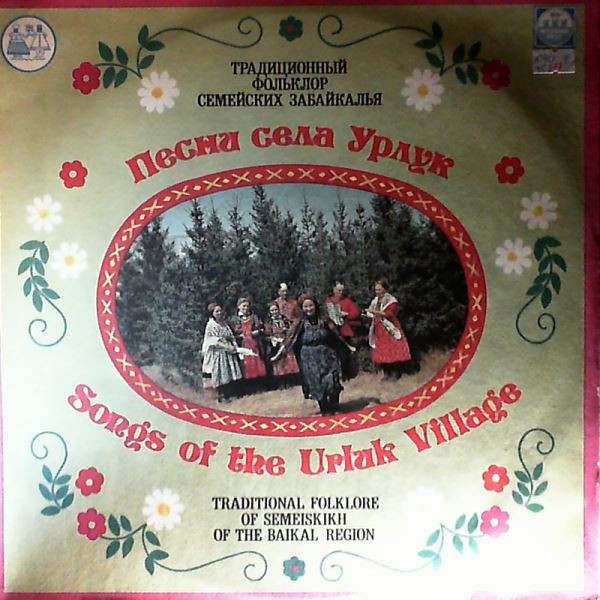 ТРАДИЦИОННЫЙ
ФОЛЬКЛОР
СЕМЕЙСКИХ ЗАБАЙКАЛЬЯ
Песни села Урлук
Songs of the Urluk Village
TRADITIONAL FOLKLORE
OF SEMEISKIKH
OF THE BAIKAL REGION